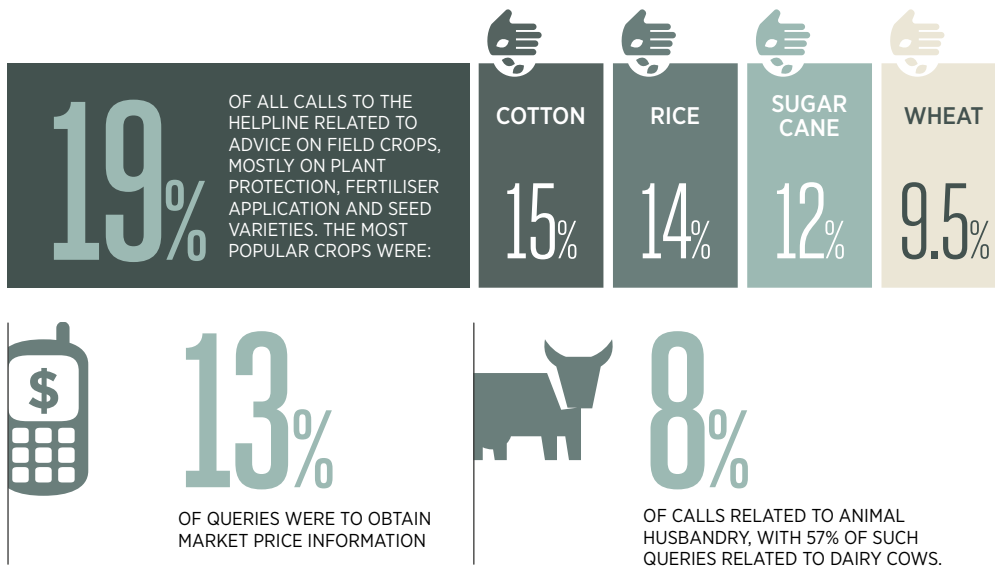 19%
OF ALL CALLS TO THE
HELPLINE RELATED TO
ADVICE ON FIELD CROPS,
MOSTLY ON PLANT
PROTECTION, FERTILISER
APPLICATION AND SEED
VARIETIES. THE MOST
POPULAR CROPS WERE:
COTTON
15%
RICE
14%
SUGAR
CANE
12%
WHEAT
9.5%
$
13%
OF QUERIES WERE TO OBTAIN
MARKET PRICE INFORMATION
8%
OF CALLS RELATED TO ANIMAL
HUSBANDRY, WITH 57% OF SUCH
QUERIES RELATED TO DAIRY COWS.